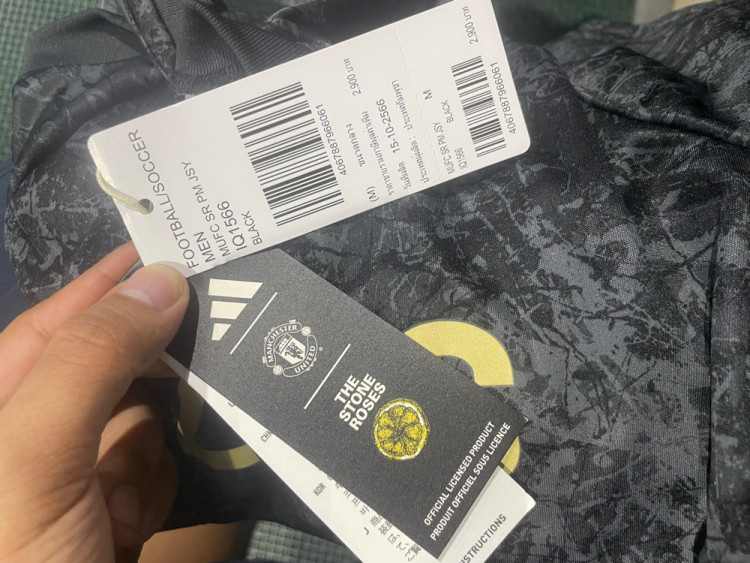 FOOTBALL/SOCCER
MEN
MUFC SR PM JSY
IQ1566
BLACK
4067887966061
2,900 บาท
(M)
15-10-2566
MUFC SR PM JSY M
IQ1566 BLACK
4067887966061
2,900 บาท
MANCHESTER
UNITED
THE
STONE
ROSES
OFFICIAL LICENSED PRODUCT
PRODUIT OFFICIEL SOUS LICENCE
KOR
J